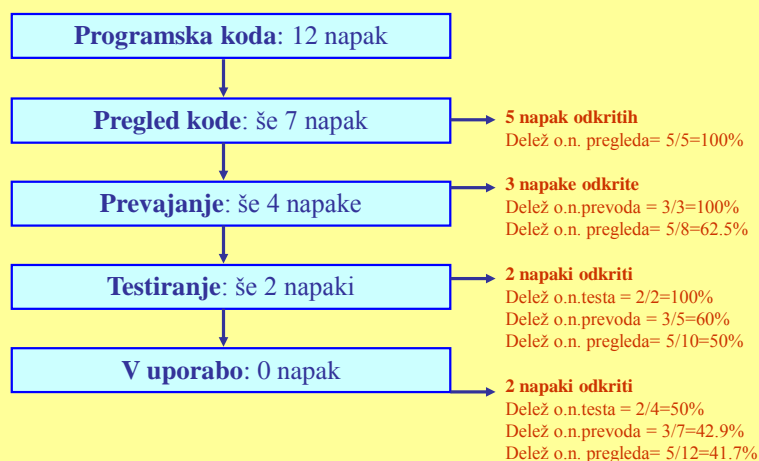 Programska koda: 12 napak
Pregled kode: še 7 napak
5 napak odkritih
Delež o.n. pregleda= 5/5=100%
Prevajanje: še 4 napake
3 napake odkrite
Delež o.n.prevoda = 3/3=100%
Delež o.n. pregleda= 5/8=62.5%
Testiranje: še 2 napaki
2 napaki odkriti
Delež o.n.testa = 2/2=100%
Delež o.n.prevoda = 3/5=60%
Delež o.n. pregleda= 5/10=50%
V uporabo: 0 napak
2 napaki odkriti
Delež o.n.testa = 2/4=50%
Delež o.n.prevoda = 3/7=42.9%
Delež o.n. pregleda= 5/12=41.7%